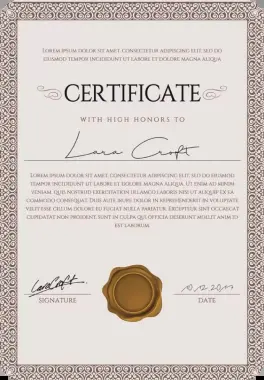 LOREM IPSUM DOLOR SIT AMET, CONSECTETUR ADIPISCING ELIT, SED DO
EIUSMOD TEMPOR INCIDIDUNT UT LABORE ET DOLORE MAGNA ALIQUA
CERTIFICATE
WITH HIGH HONORS TO
Lara Croft
LOREM IPSUM DOLOR SIT AMET, CONSECTETUR ADIPISCING ELIT, SED DO
EIUSMOD TEMPOR INCIDIDUNT UT LABORE ET DOLORE MAGNA ALIQUA. UT ENIM AD MINIM
VENIAM, QUIS NOSTRUD EXERCITATION ULLAMCO LABORIS NISI UT ALIQUIP EX EA
COMMODO CONSEQUAT. DUIS AUTE IRURE DOLOR IN REPREHENDERIT IN VOLUPTATE
VELIT ESSE CILLUM DOLORE EU FUGIAT NULLA PARIATUR. EXCEPTEUR SINT OCCAECAT
CUPIDATAT NON PROIDENT, SUNT IN CULPA QUI OFFICIA DESERUNT MOLLIT ANIM ID
EST LABORUM.
Lara Croft 10.12.2017
SIGNATURE DATE